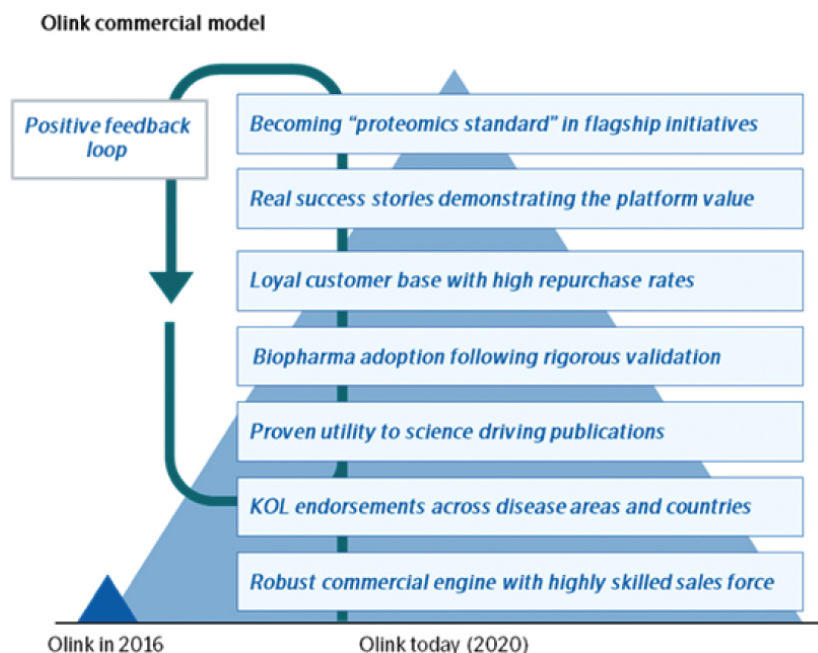 Olink commercial model
Positive feedback
loop
Becoming “proteomics standard” in flagship initiatives
Real success stories demonstrating the platform value
Loyal customer base with high repurchase rates
Biopharma adoption following rigorous validation
Proven utility to science driving publications
KOL endorsements across disease areas and countries
Robust commercial engine with highly skilled sales force
Olink in 2016
Olink today (2020)